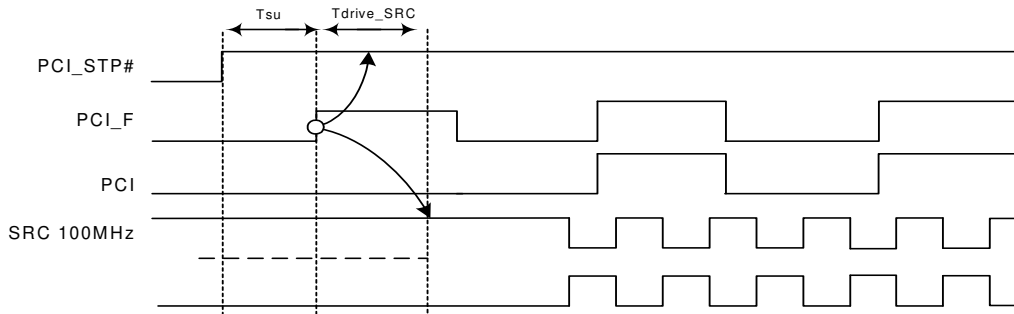 Tsu
Tdrive_SRC
PCI_STP#
PCI_F
PCI
SRC 100MHz